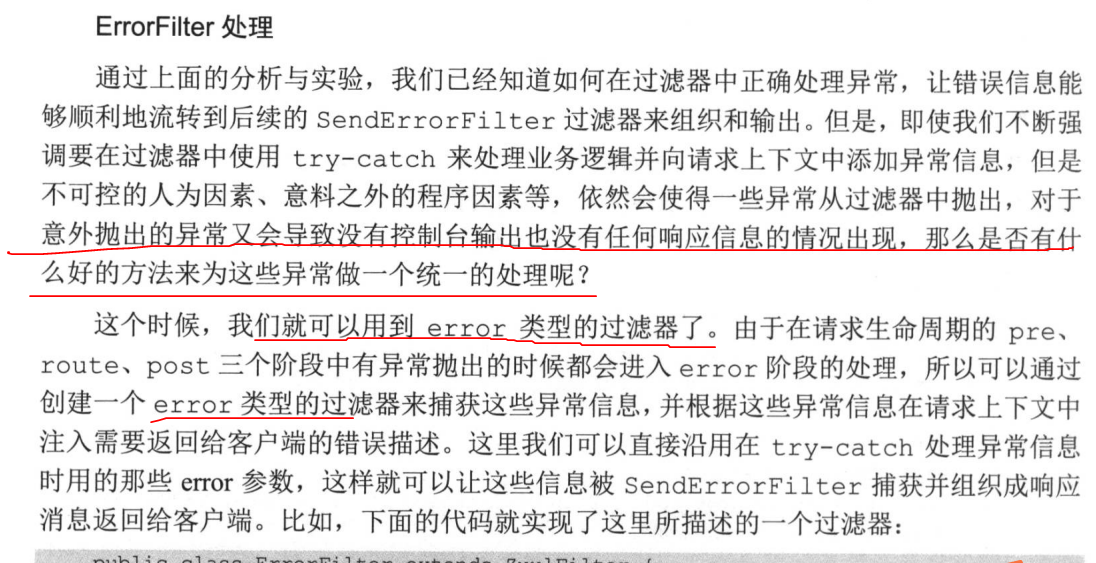 ErrorFilter 处理
通过上面的分析与实验，我们已经知道如何在过滤器中正确处理异常，让错误信息能
够顺利地流转到后续的 SendErrorFilter 过滤器来组织和输出。但是，即使我们不断强
调要在过滤器中使用 try-catch 来处理业务逻辑并向请求上下文中添加异常信息，但是
不可控的人为因素、意料之外的程序因素等，依然会使得一些异常从过滤器中抛出，对于
意外抛出的异常又会导致没有控制台输出也没有任何响应信息的情况出现，那么是否有什
么好的方法来为这些异常做一个统一的处理呢？
这个时候，我们就可以用到 error 类型的过滤器了。由于在请求生命周期的 pre、
route、post 三个阶段中有异常抛出的时候都会进入 error 阶段的处理，所以可以通过
创建一个 error 类型的过滤器来捕获这些异常信息，并根据这些异常信息在请求上下文中
注入需要返回给客户端的错误描述。这里我们可以直接沿用在 try-catch 处理异常信息
时用的那些 error 参数，这样就可以让这些信息被 SendErrorFilter 捕获并组织成响应
消息返回给客户端。比如，下面的代码就实现了这里所描述的一个过滤器：
public class ErrorFilter extends ZuulFilter {